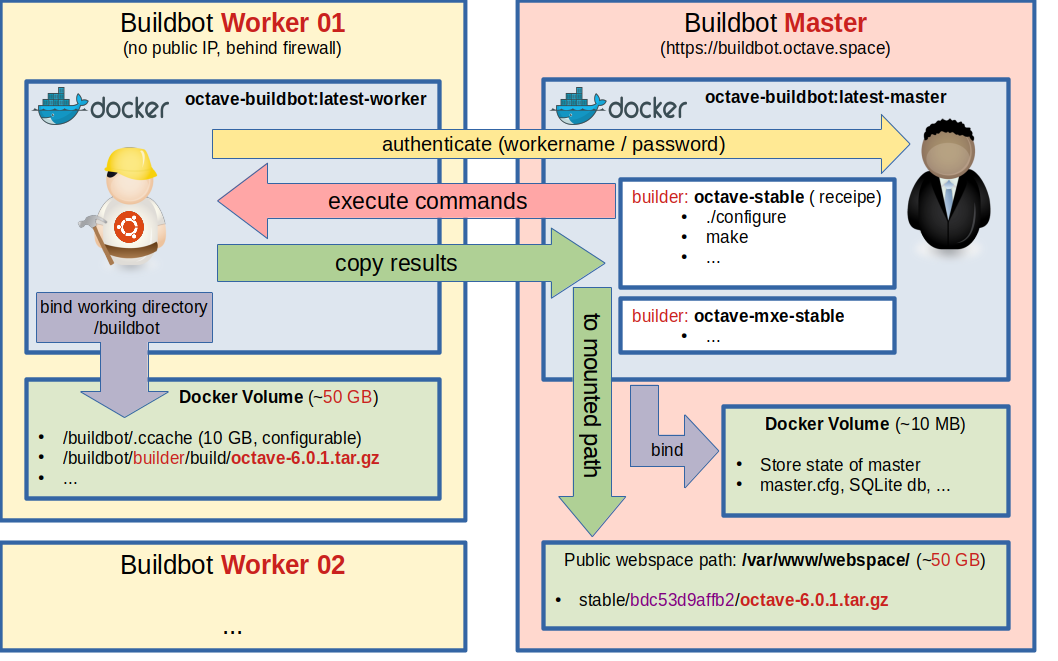 Buildbot Worker 01
(no public IP, behind firewall)
docker
octave-buildbot:latest-worker
bind working directory
/buildbot
Docker Volume (~50 GB)
• /buildbot/.ccache (10 GB, configurable)
• /buildbot/builder/build/octave-6.0.1.tar.gz
• ...
Buildbot Worker 02
...
authenticate (workername / password)
execute commands
copy results
Buildbot Master
(https://buildbot.octave.space)
docker
octave-buildbot:latest-master
builder: octave-stable ( receipe)
• ./configure
• make
• ...
builder: octave-mxe-stable
• ...
to mounted path
bind
Docker Volume (~10 MB)
• Store state of master
• master.cfg, SQLite db, ...
Public webspace path: /var/www/webspace/ (~50 GB)
• stable/bdc53d9affb2/octave-6.0.1.tar.gz